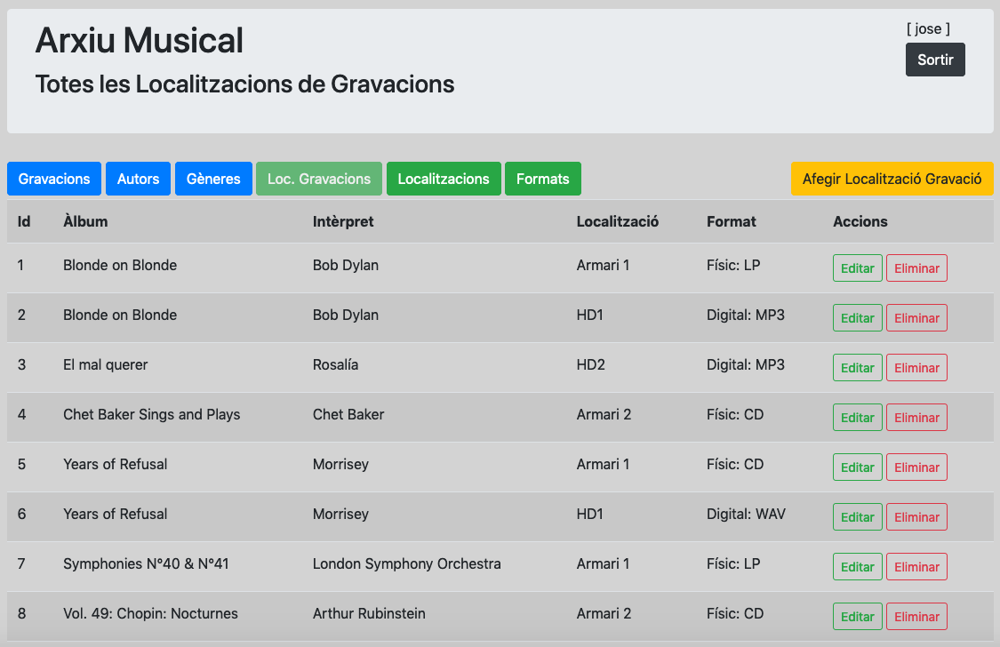 Arxiu Musical
[ jose ]
Totes les Localitzacions de Gravacions
Sortir
Gravacions Autors Gèneres Loc. Gravacions Localitzacions Formats Afegir Localització Gravació
Id Àlbum Intèrpret Localització Format Accions
1 Blonde on Blonde Bob Dylan Armari 1 Físic: LP Editar Eliminar
2 Blonde on Blonde Bob Dylan HD1 Digital: MP3 Editar Eliminar
3 El mal querer Rosalía HD2 Digital: MP3 Editar Eliminar
4 Chet Baker Sings and Plays Chet Baker Armari 2 Físic: CD Editar Eliminar
5 Years of Refusal Morrisey Armari 1 Físic: CD Editar Eliminar
6 Years of Refusal Morrisey HD1 Digital: WAV Editar Eliminar
7 Symphonies Nº40 & Nº41 London Symphony Orchestra Armari 1 Físic: LP Editar Eliminar
8 Vol. 49: Chopin: Nocturnes Arthur Rubinstein Armari 2 Físic: CD Editar Eliminar